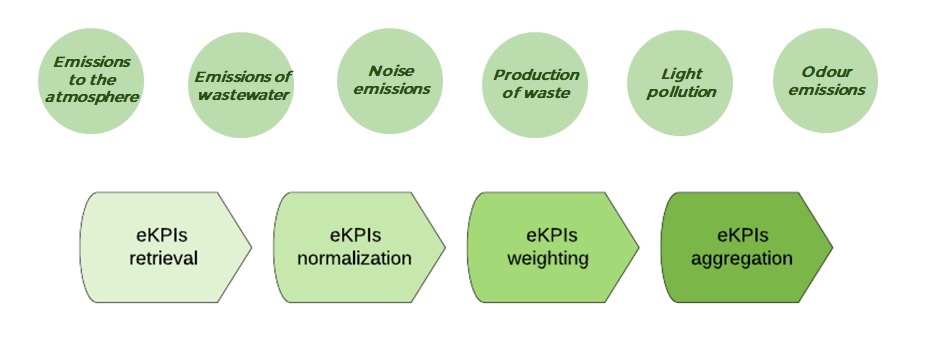 Emissions
to the
atmosphere
Emissions of
wastewater
Noise
emissions
Production
of waste
Light
pollution
Odour
emissions
eKPIs
retrieval
eKPIs
normalization
eKPIs
weighting
eKPIs
aggregation